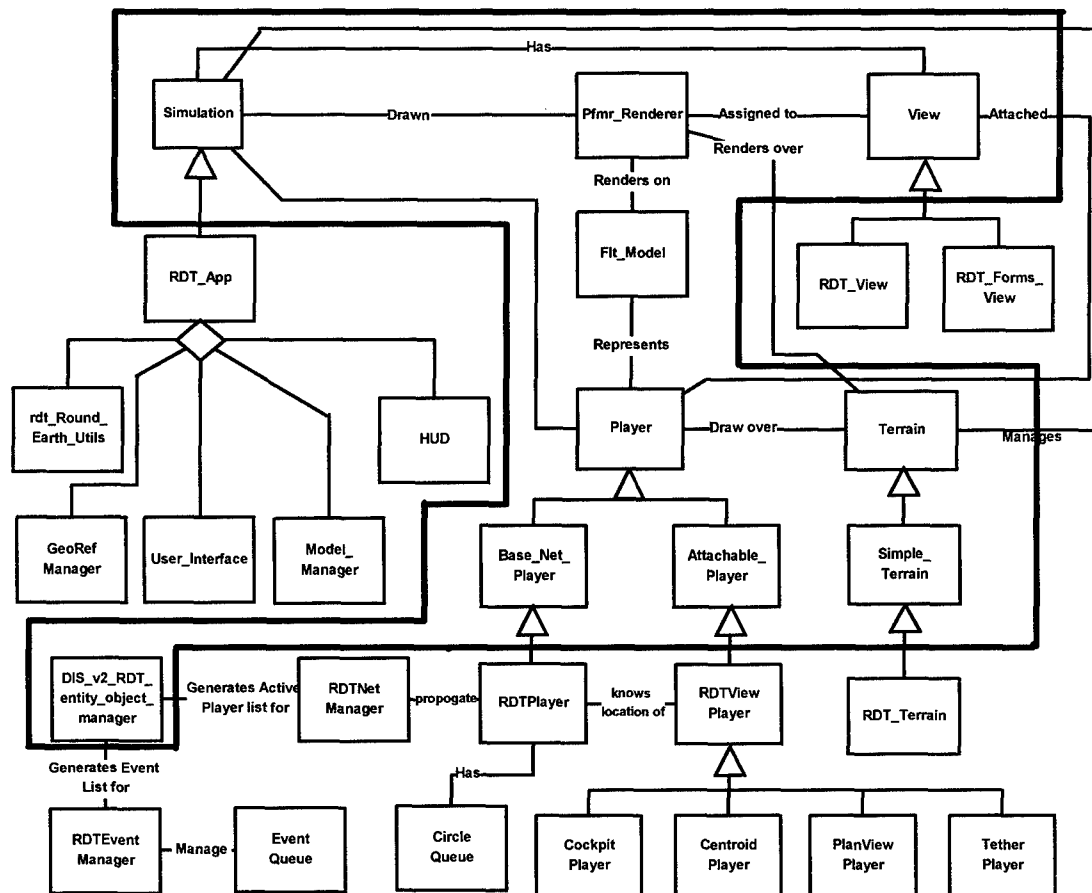 Has
Simulation
Drawn
Pfmr_Renderer
Assigned to
View
Attached
Renders over
Renders on
RDT_App
Flt_Model
RDT_View
RDT_Forms_
View
Represents
rdt_Round_
Earth_Utils
HUD
Player
Draw over
Terrain
Manages
GeoRef
Manager
User_Interface
Model_
Manager
Base_Net_
Player
Attachable_
Player
Simple_
Terrain
DIS_v2_RDT_
entity_object_
manager
Generates Active
Player list for
RDTNet
Manager
propogate
RDTPlayer
knows
location of
RDTView
Player
RDT_Terrain
Generates Event
List for
Has
RDTEvent
Manager
Manage
Event
Queue
Circle
Queue
Cockpit
Player
Centroid
Player
PlanView
Player
Tether
Player